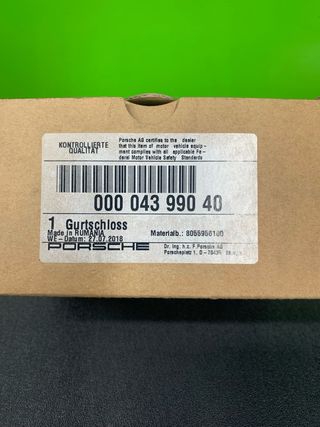 KONTROLLIERTE
QUALITÄT
Porsche AG certifies to the dealer
that this item of motor vehicle equip-
ment complies with all applicable Fe-
deral Motor Vehicle Safety Standards
000 043 990 40
1 Gurtschloss
Made in RUMANIA
Materialb.:
WE-Datum: 27.07.2018
PORSCHE
Dr. Ing. h.c. F. Porsche AG
Porscheplatz 1, D-